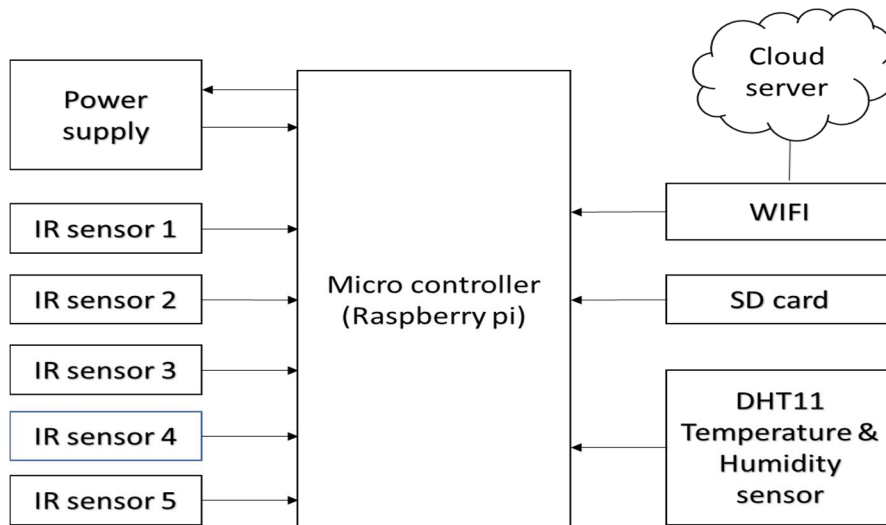 Power
supply
IR sensor 1
IR sensor 2
IR sensor 3
IR sensor 4
IR sensor 5
Micro controller
(Raspberry pi)
Cloud
server
WIFI
SD card
DHT11
Temperature &
Humidity
sensor